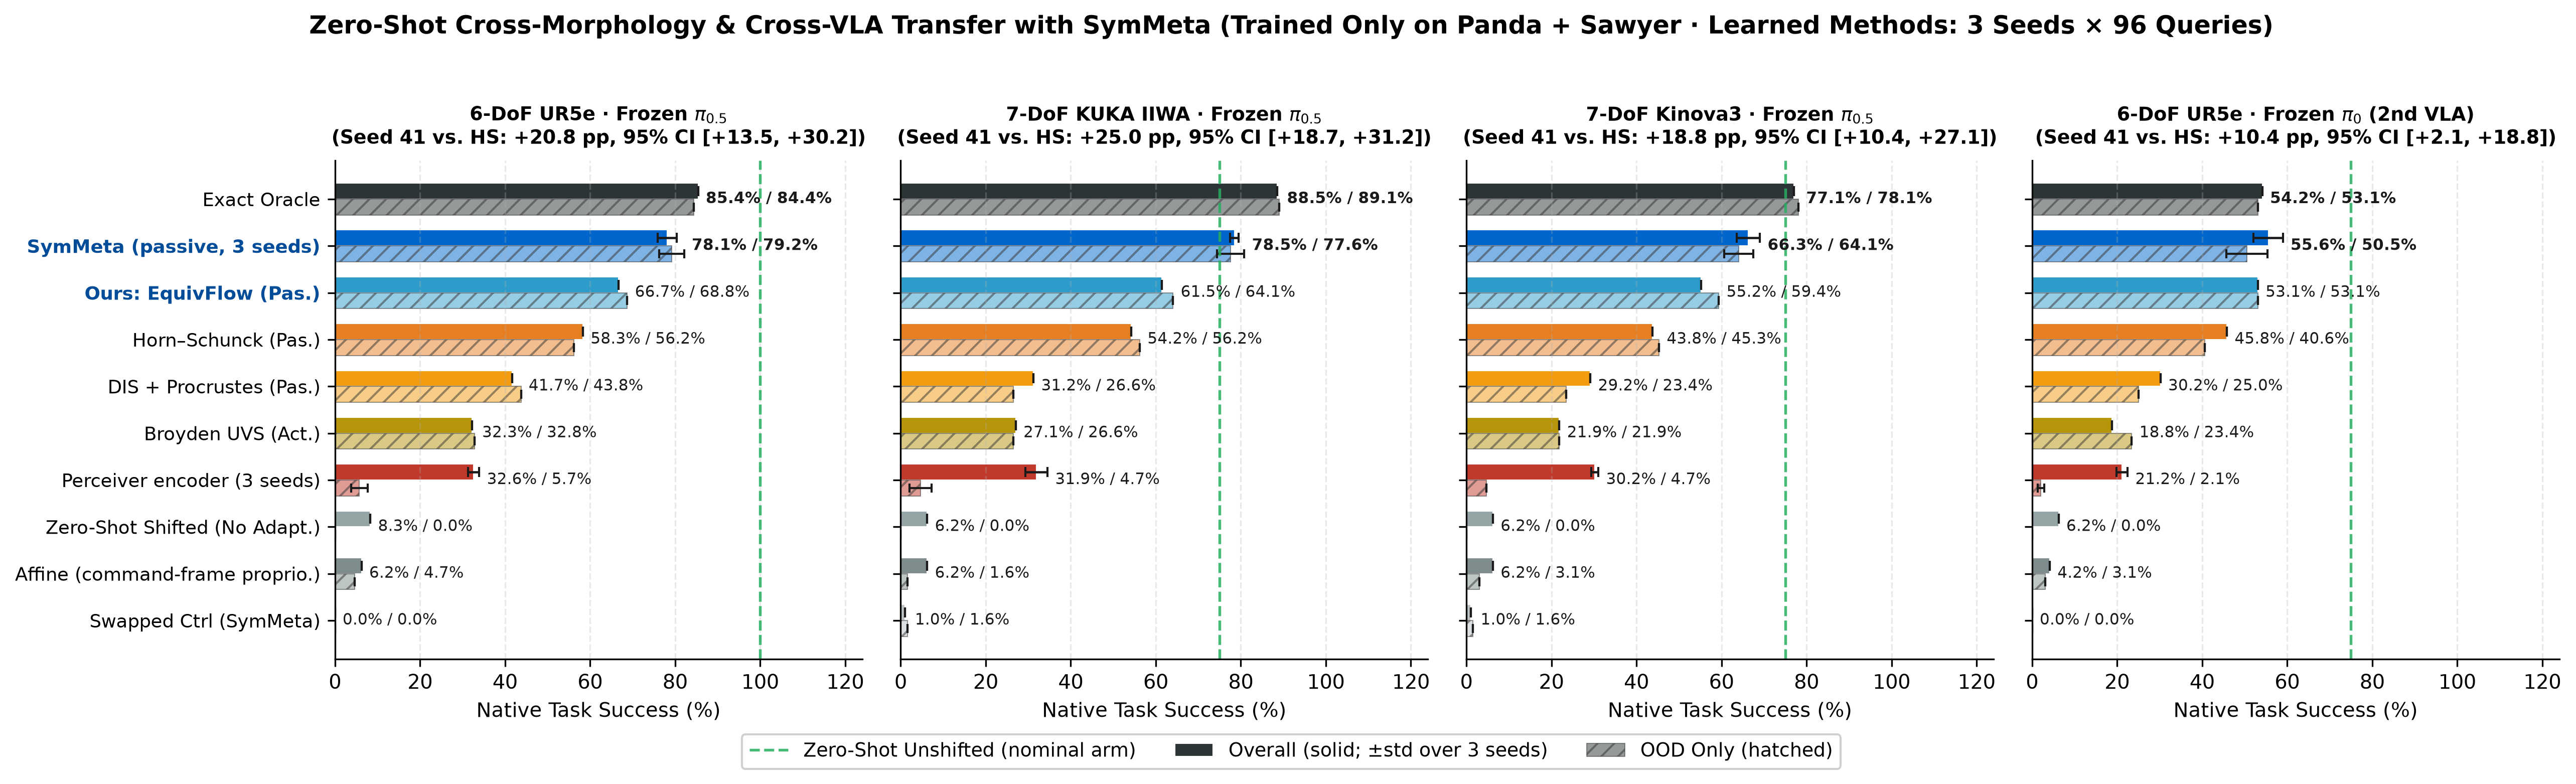 Zero-Shot Cross-Morphology & Cross-VLA Transfer with SymMeta (Trained Only on Panda + Sawyer · Learned Methods: 3 Seeds × 96 Queries)
6-DoF UR5e · Frozen π0.5
(Seed 41 vs. HS: +20.8 pp, 95% CI [+13.5, +30.2])
7-DoF KUKA IIWA · Frozen π0.5
(Seed 41 vs. HS: +25.0 pp, 95% CI [+18.7, +31.2])
7-DoF Kinova3 · Frozen π0.5
(Seed 41 vs. HS: +18.8 pp, 95% CI [+10.4, +27.1])
6-DoF UR5e · Frozen π0 (2nd VLA)
(Seed 41 vs. HS: +10.4 pp, 95% CI [+2.1, +18.8])
Exact Oracle
SymMeta (passive, 3 seeds)
Ours: EquivFlow (Pas.)
Horn–Schunck (Pas.)
DIS + Procrustes (Pas.)
Broyden UVS (Act.)
Perceiver encoder (3 seeds)
Zero-Shot Shifted (No Adapt.)
Affine (command-frame proprio.)
Swapped Ctrl (SymMeta)
85.4% / 84.4%
78.1% / 79.2%
66.7% / 68.8%
58.3% / 56.2%
41.7% / 43.8%
32.3% / 32.8%
32.6% / 5.7%
8.3% / 0.0%
6.2% / 4.7%
0.0% / 0.0%
0 20 40 60 80 100 120
Native Task Success (%)
88.5% / 89.1%
78.5% / 77.6%
61.5% / 64.1%
54.2% / 56.2%
31.2% / 26.6%
27.1% / 26.6%
31.9% / 4.7%
6.2% / 0.0%
6.2% / 1.6%
1.0% / 1.6%
0 20 40 60 80 100 120
Native Task Success (%)
77.1% / 78.1%
66.3% / 64.1%
55.2% / 59.4%
43.8% / 45.3%
29.2% / 23.4%
21.9% / 21.9%
30.2% / 4.7%
6.2% / 0.0%
6.2% / 3.1%
1.0% / 1.6%
0 20 40 60 80 100 120
Native Task Success (%)
54.2% / 53.1%
55.6% / 50.5%
53.1% / 53.1%
45.8% / 40.6%
30.2% / 25.0%
18.8% / 23.4%
21.2% / 2.1%
6.2% / 0.0%
4.2% / 3.1%
0.0% / 0.0%
0 20 40 60 80 100 120
Native Task Success (%)
Zero-Shot Unshifted (nominal arm)
Overall (solid; ±std over 3 seeds)
OOD Only (hatched)